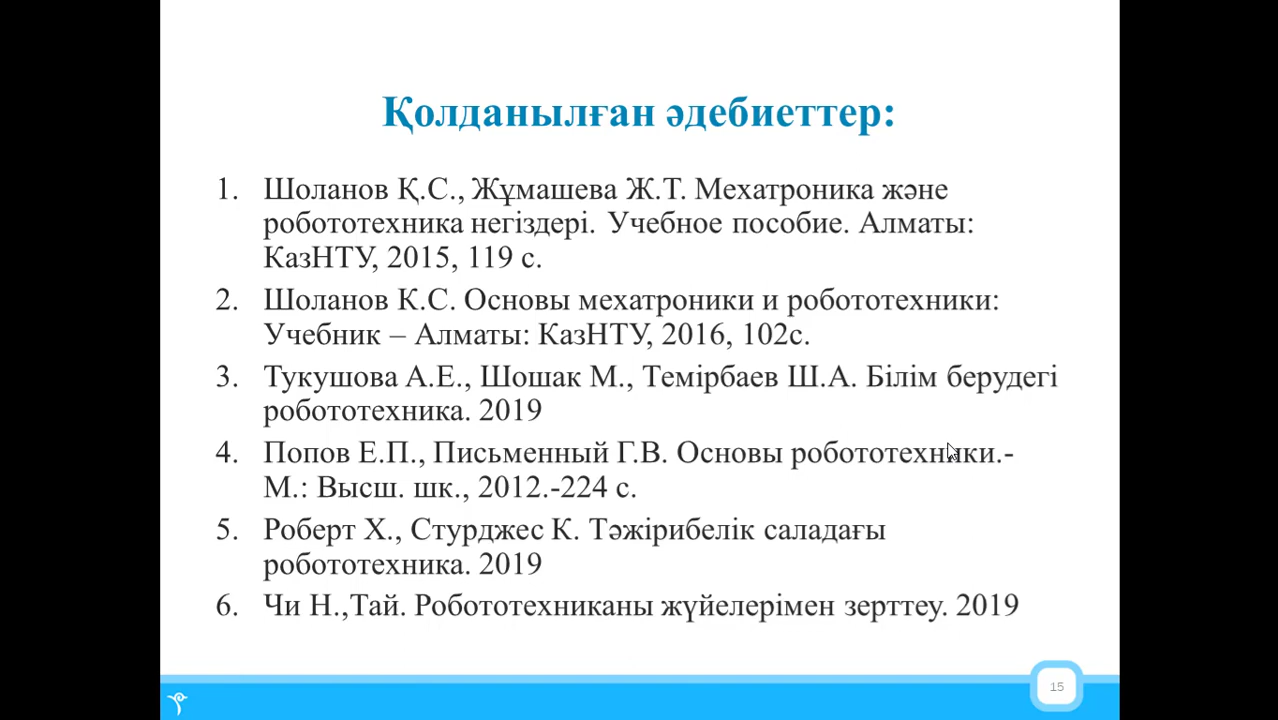 Қолданылған әдебиеттер:
1. Шоланов Қ.С., Жұмашева Ж.Т. Мехатроника және
робототехника негіздері. Учебное пособие. Алматы:
КазНТУ, 2015, 119 с.
2. Шоланов К.С. Основы мехатроники и робототехники:
Учебник – Алматы: КазНТУ, 2016, 102с.
3. Тукушова А.Е., Шошак М., Темірбаев Ш.А. Білім берудегі
робототехника. 2019
4. Попов Е.П., Письменный Г.В. Основы робототехники.-
М.: Высш. шк., 2012.-224 с.
5. Роберт Х., Стурджес К. Тәжірибелік саладағы
робототехника. 2019
6. Чи Н.,Тай. Робототехниканы жүйелерімен зерттеу. 2019
15